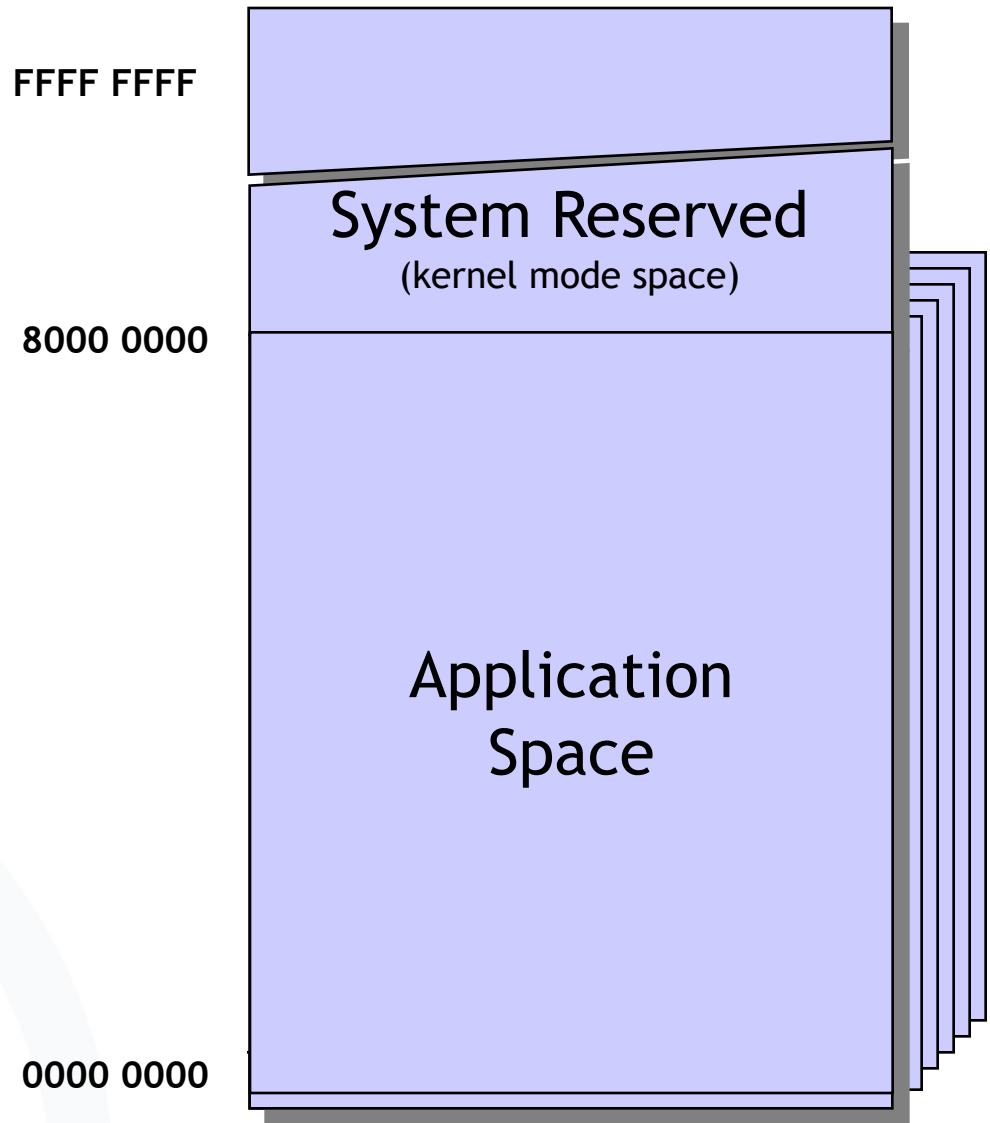 FFFF FFFF
System Reserved
(kernel mode space)
8000 0000
Application
Space
0000 0000